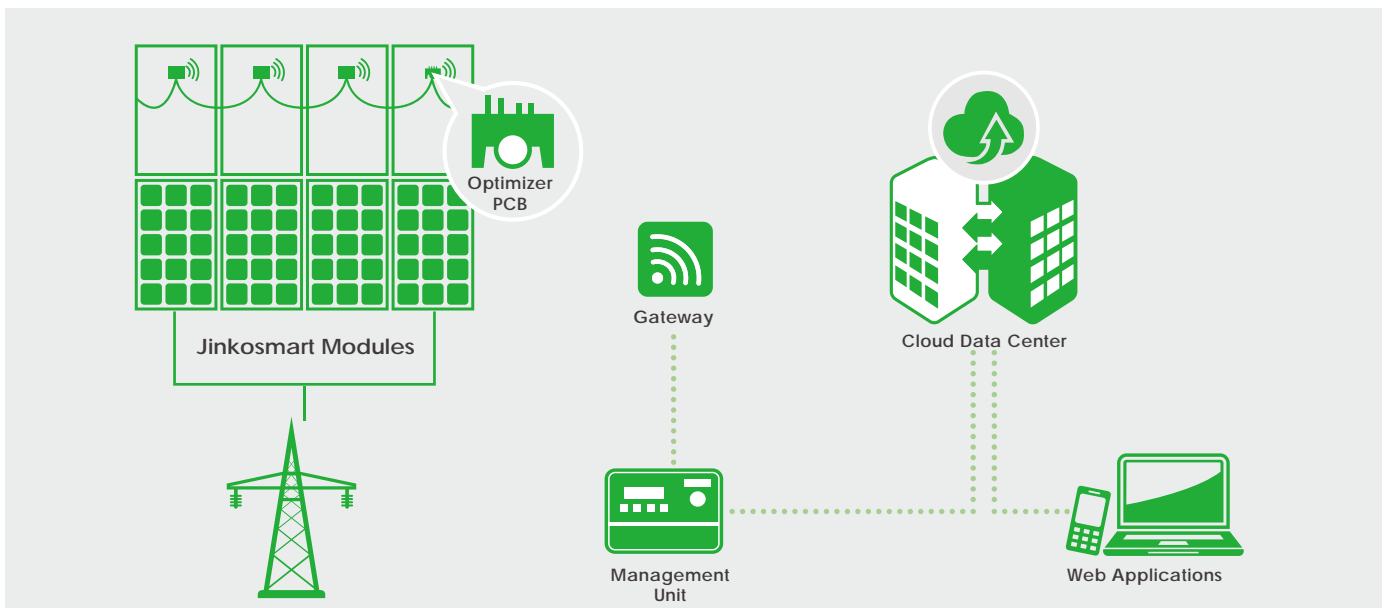 Optimizer
PCB
Jinkosmart Modules
Gateway
Cloud Data Center
Management
Unit
Web Applications